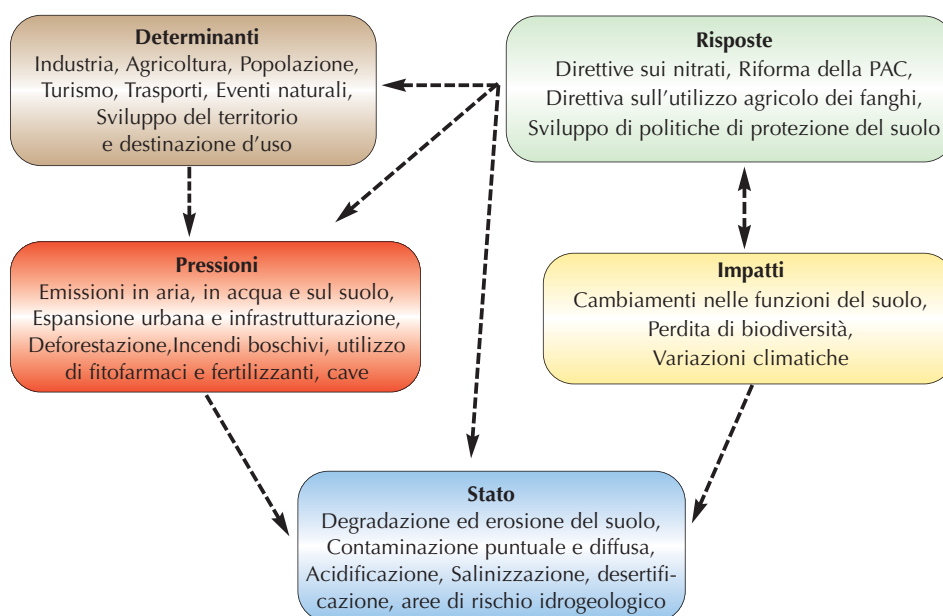 Determinanti
Industria, Agricoltura, Popolazione,
Turismo, Trasporti, Eventi naturali,
Sviluppo del territorio
e destinazione d'uso
Risposte
Direttive sui nitrati, Riforma della PAC,
Direttiva sull'utilizzo agricolo dei fanghi,
Sviluppo di politiche di protezione del suolo
Pressioni
Emissioni in aria, in acqua e sul suolo,
Espansione urbana e infrastrutturazione,
Deforestazione,Incendi boschivi, utilizzo
di fitofarmaci e fertilizzanti, cave
Impatti
Cambiamenti nelle funzioni del suolo,
Perdita di biodiversità,
Variazioni climatiche
Stato
Degradazione ed erosione del suolo,
Contaminazione puntuale e diffusa,
Acidificazione, Salinizzazione, desertifi-
cazione, aree di rischio idrogeologico